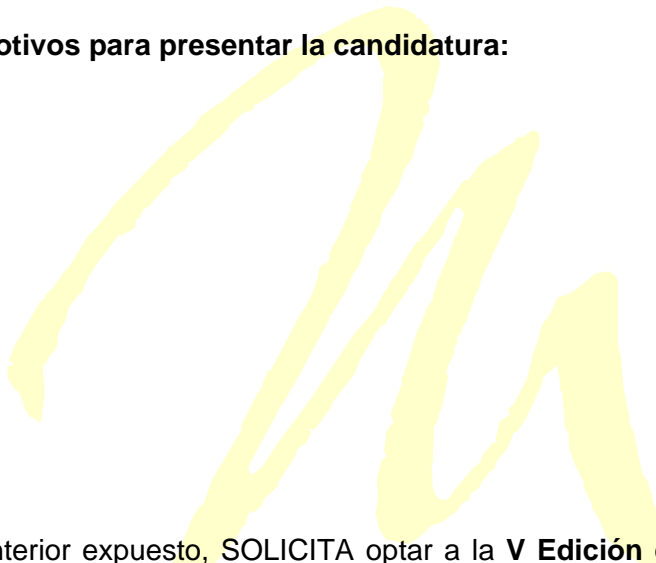 otivos para presentar la candidatura:
nterior expuesto, SOLICITA optar a la V Edición